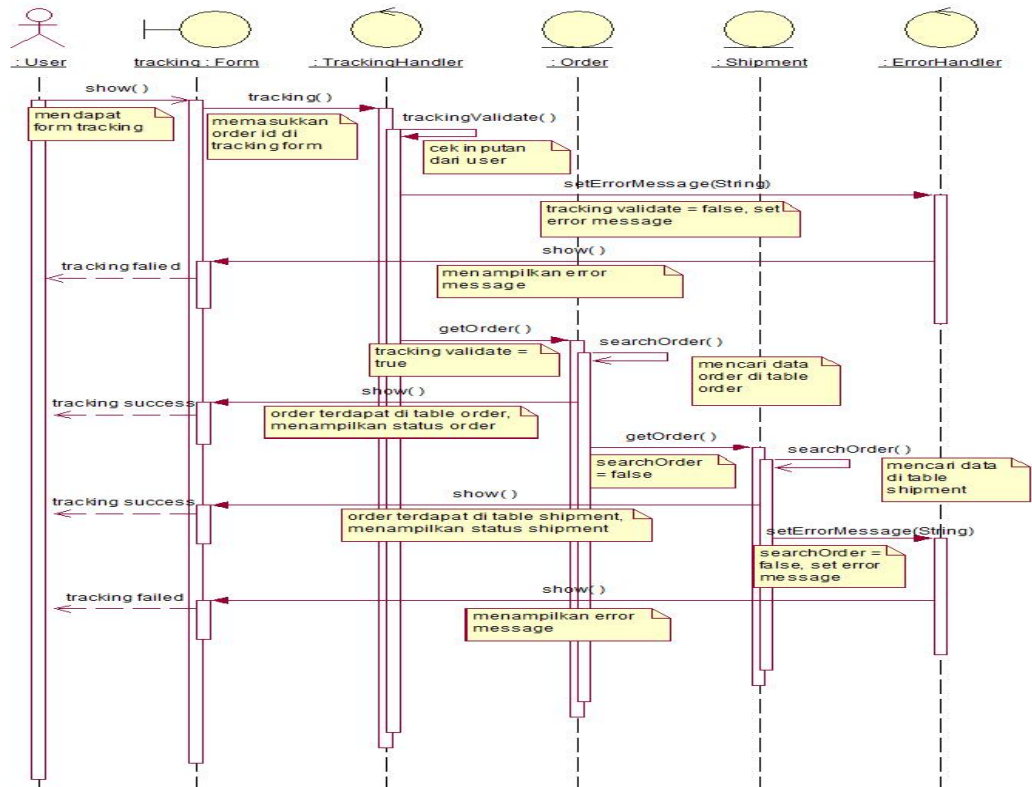 : User
tracking : Form
: TrackingHandler
: Order
: Shipment
: ErrorHandler
show( )
mendapat
form tracking
tracking( )
memasukkan
order id di
tracking form
trackingValidate( )
cek inputan
dari user
setErrorMessage(String)
tracking validate = false, set
error message
show( )
tracking falied
menampilkan error
message
getOrder( )
tracking validate =
true
searchOrder( )
mencari data
order di table
order
show( )
tracking success
order terdapat di table order,
menampilkan status order
getOrder( )
searchOrder
= false
searchOrder( )
mencari data
di table
shipment
show( )
tracking success
order terdapat di table shipment,
menampilkan status shipment
setErrorMessage(String)
searchOrder =
false, set error
message
show( )
tracking failed
menampilkan error
message